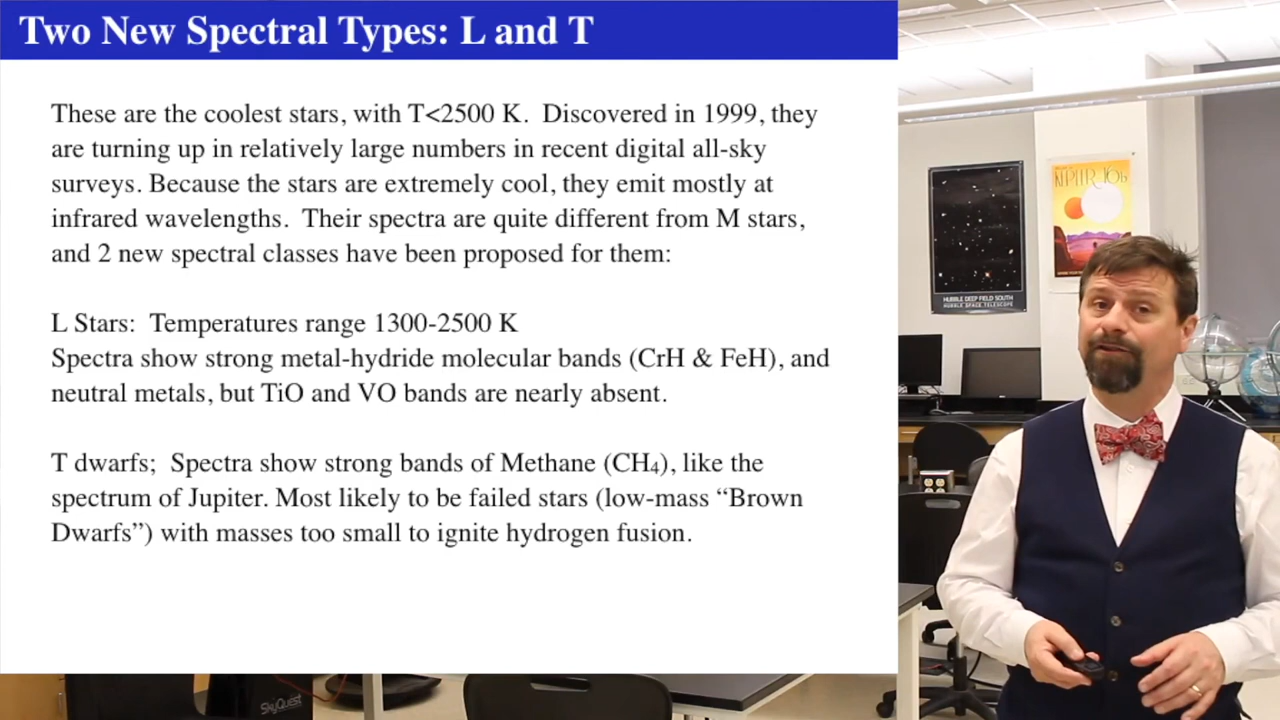 Two New Spectral Types: L and T
These are the coolest stars, with T<2500 K. Discovered in 1999, they
are turning up in relatively large numbers in recent digital all-sky
surveys. Because the stars are extremely cool, they emit mostly at
infrared wavelengths. Their spectra are quite different from M stars,
and 2 new spectral classes have been proposed for them:
L Stars: Temperatures range 1300-2500 K
Spectra show strong metal-hydride molecular bands (CrH & FeH), and
neutral metals, but TiO and VO bands are nearly absent.
T dwarfs; Spectra show strong bands of Methane (CH₄), like the
spectrum of Jupiter. Most likely to be failed stars (low-mass “Brown
Dwarfs”) with masses too small to ignite hydrogen fusion.
HUBBLE DEEP FIELD SOUTH
HUBBLE SPACE TELESCOPE
SkyQuest